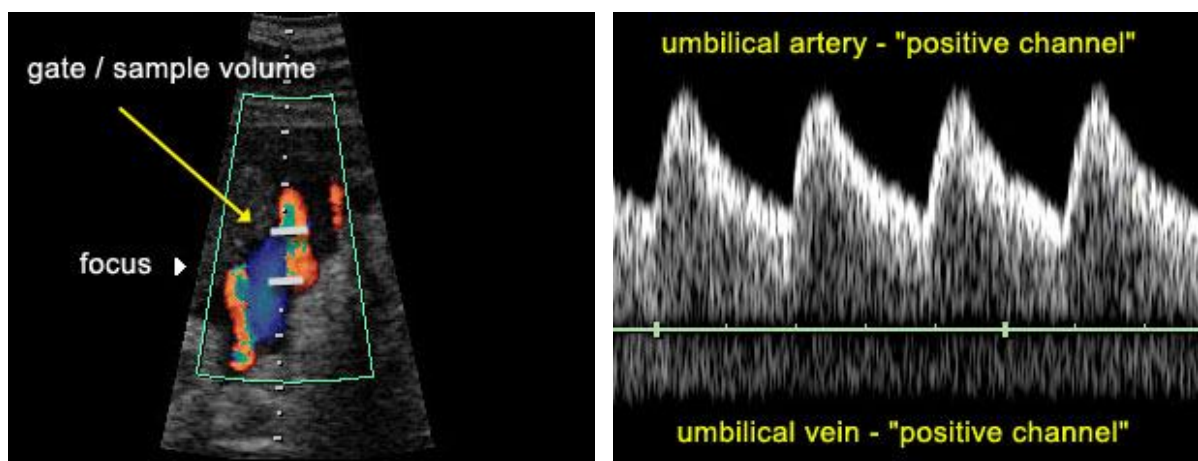 gate / sample volume
focus
umbilical artery - "positive channel"
umbilical vein - "positive channel"